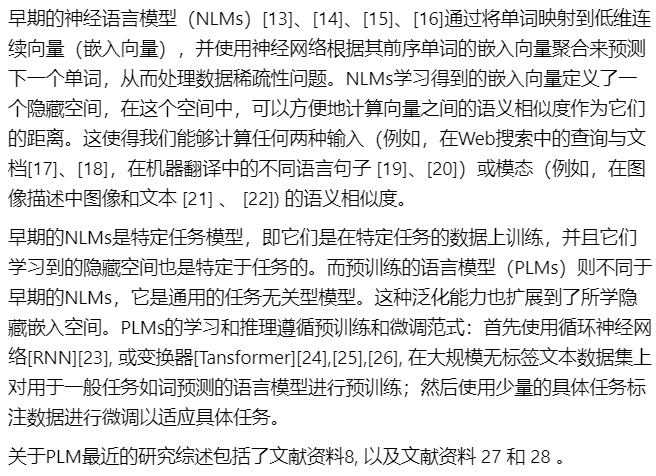 早期的神经语言模型（NLMs）[13]、[14]、[15]、[16]通过将单词映射到低维连
续向量（嵌入向量），并使用神经网络根据其前序单词的嵌入向量聚合来预测
下一个单词，从而处理数据稀疏性问题。NLMs学习得到的嵌入向量定义了一
个隐藏空间，在这个空间中，可以方便地计算向量之间的语义相似度作为它们
的距离。这使得我们能够计算任何两种输入（例如，在Web搜索中的查询与文
档[17]、[18]，在机器翻译中的不同语言句子 [19]、[20]）或模态（例如，在图
像描述中图像和文本 [21] 、 [22]) 的语义相似度。
早期的NLMs是特定任务模型，即它们是在特定任务的数据上训练，并且它们
学习到的隐藏空间也是特定于任务的。而预训练的语言模型（PLMs）则不同于
早期的NLMs，它是通用的任务无关型模型。这种泛化能力也扩展到了所学隐
藏嵌入空间。PLMs的学习和推理遵循预训练和微调范式：首先使用循环神经网
络[RNN][23], 或变换器[Tansformer][24],[25],[26], 在大规模无标签文本数据集上
对用于一般任务如词预测的语言模型进行预训练；然后使用少量的具体任务标
注数据进行微调以适应具体任务。
关于PLM最近的研究综述包括了文献资料8, 以及文献资料 27 和 28 。